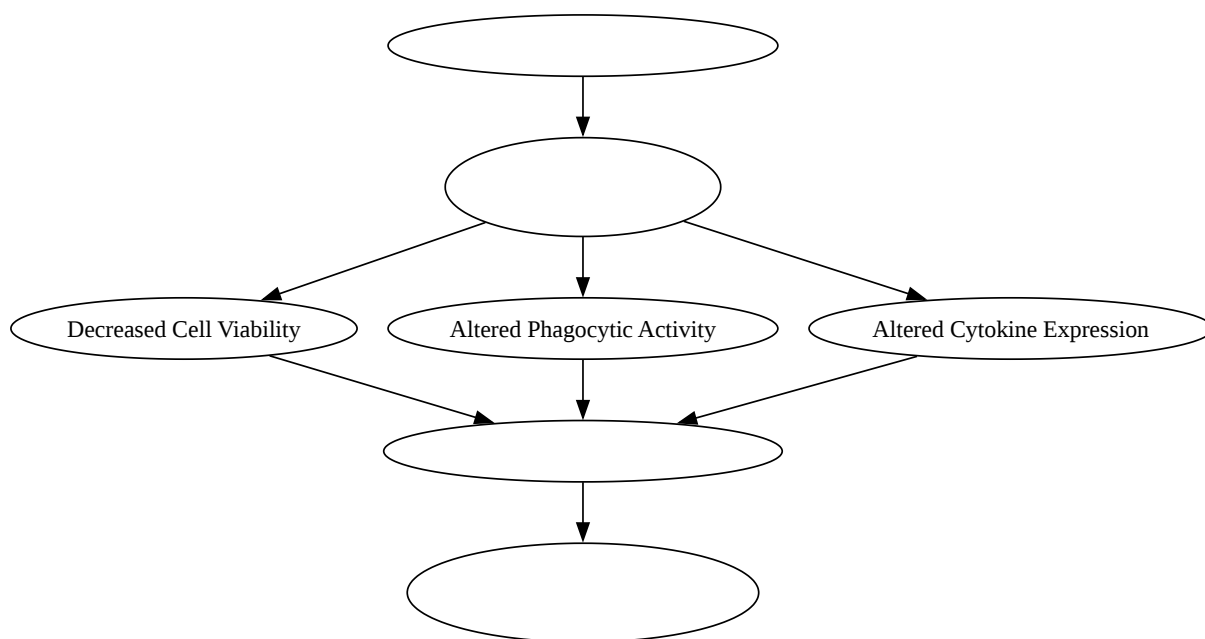 Decreased Cell Viability
Altered Phagocytic Activity
Altered Cytokine Expression